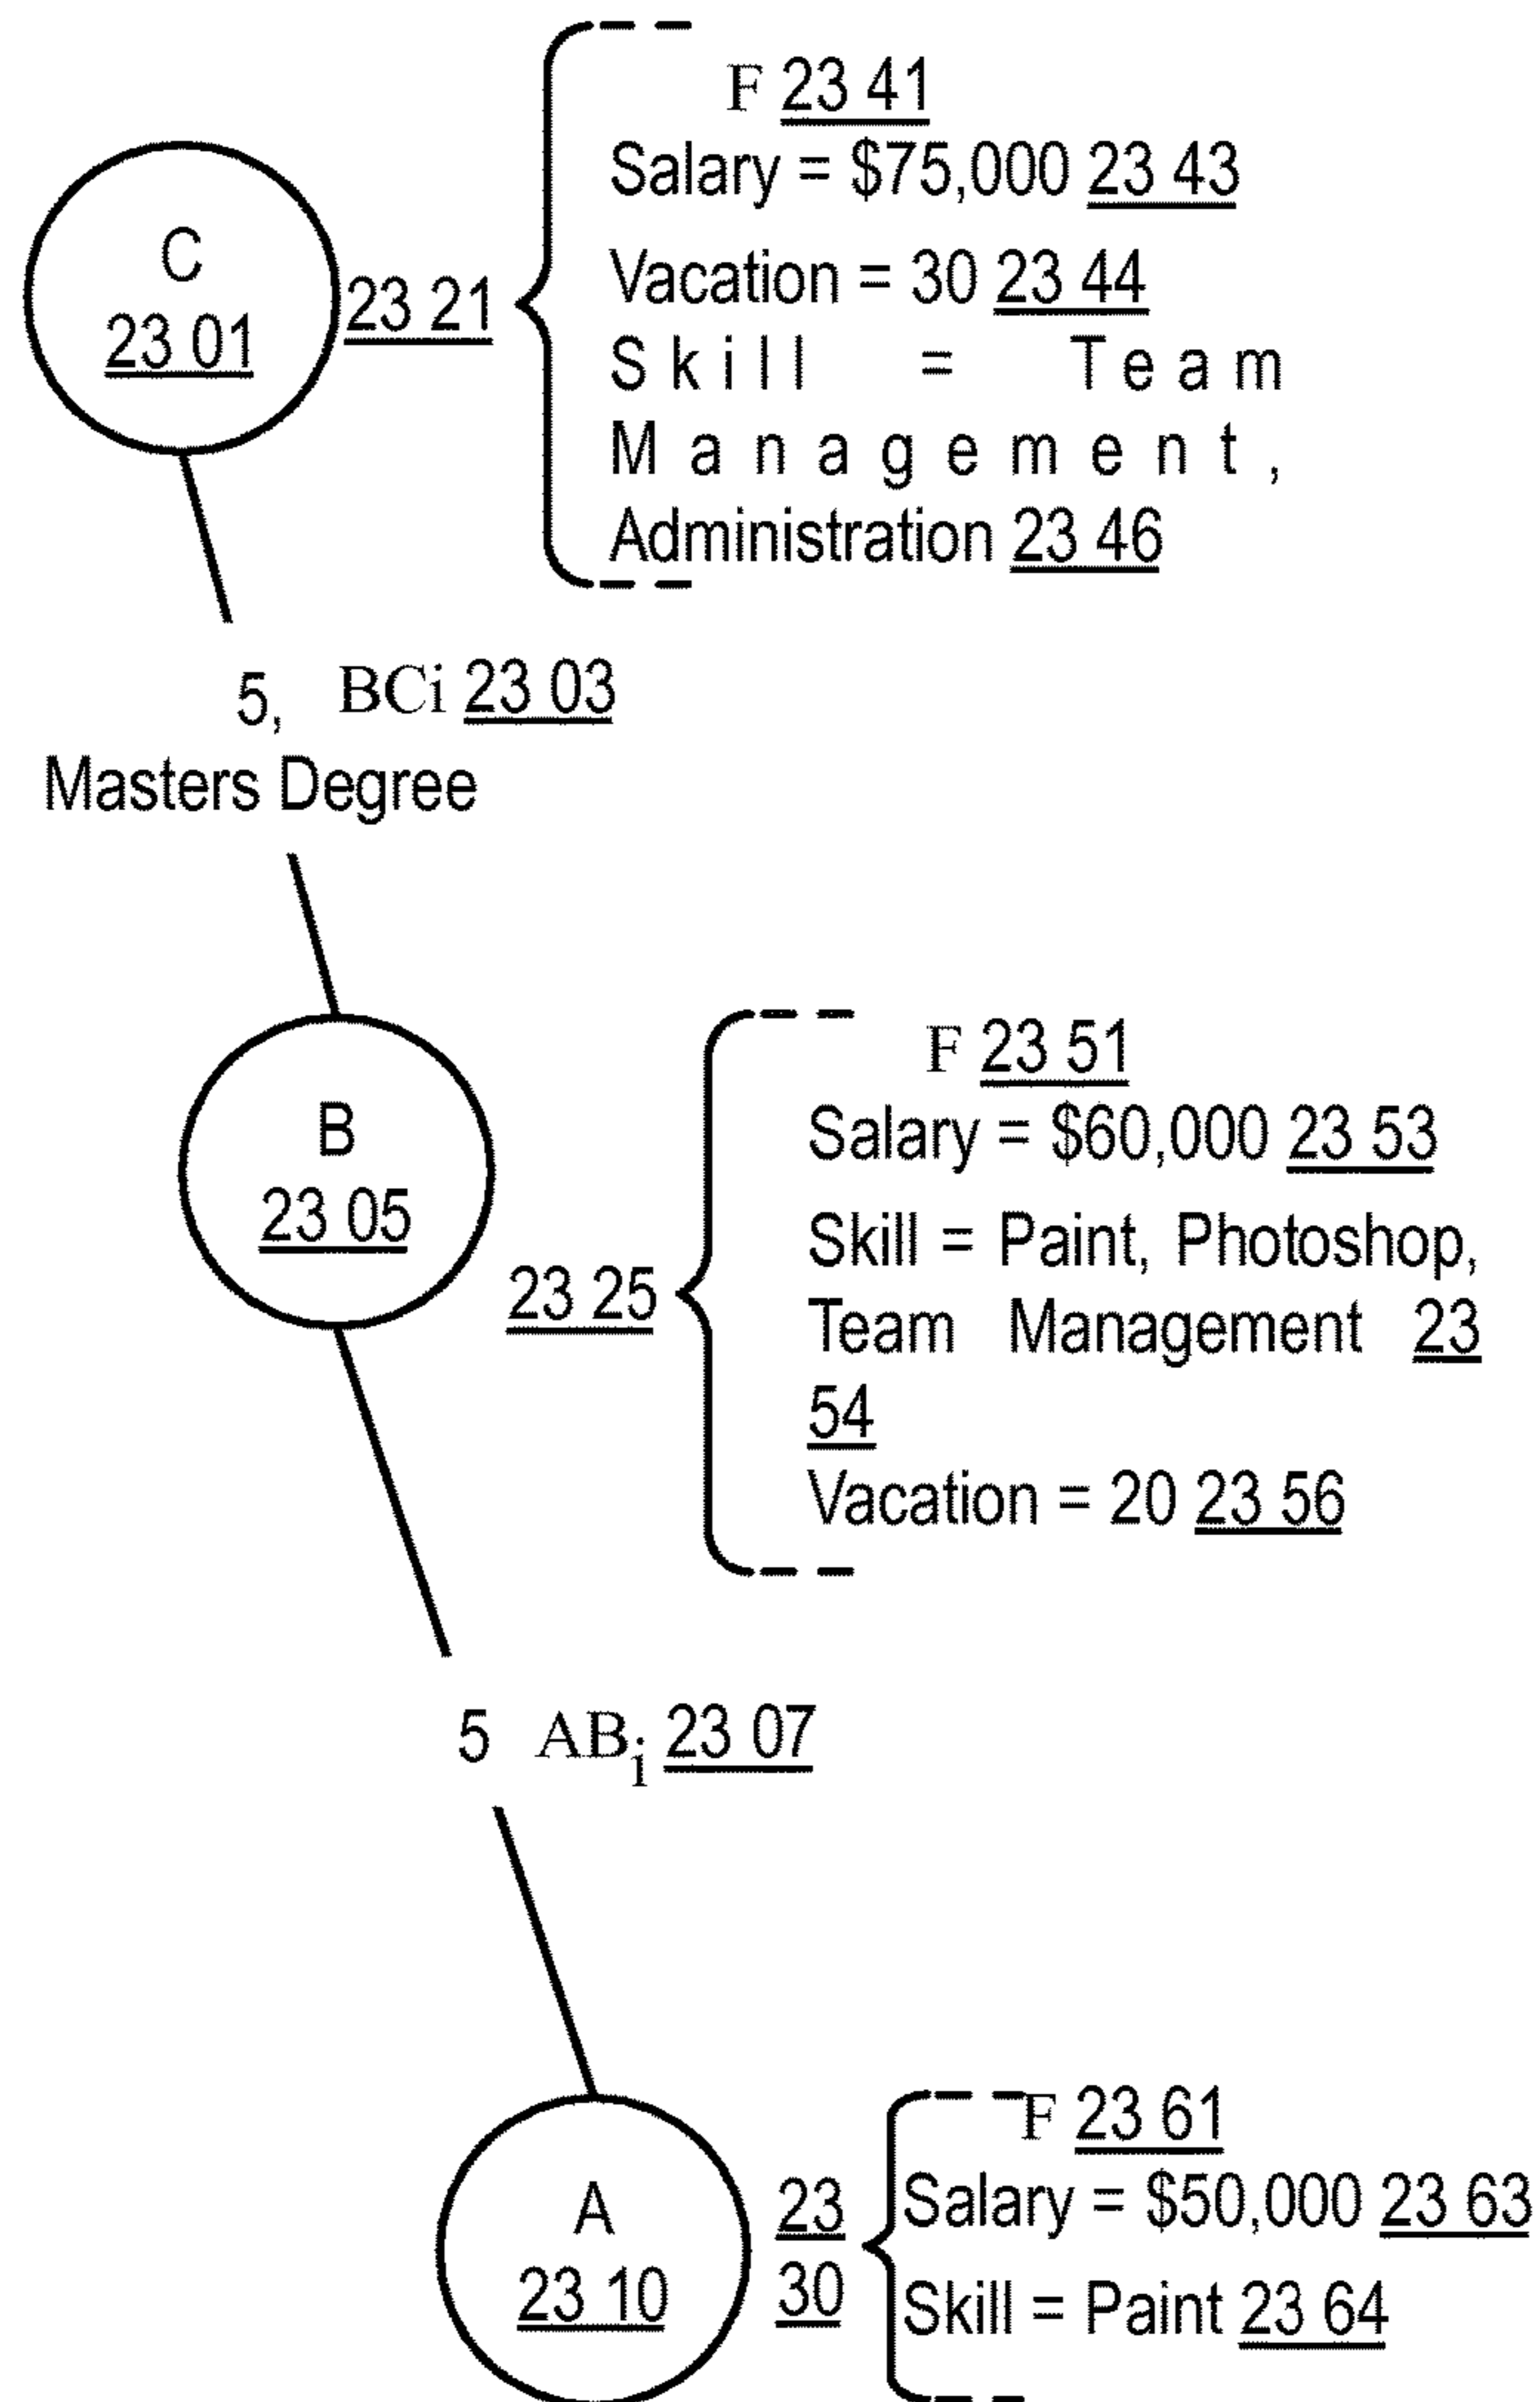 F 23 41
Salary = $75,000 23 43
C
23 01
23 21
Vacation = 30 23 44
Skill = Team
Management,
Administration 23 46
5, BCi 23 03
Masters Degree
B
23 05
23 25
F 23 51
Salary = $60,000 23 53
Skill = Paint, Photoshop,
Team Management 23
54
Vacation = 20 23 56
5 ABi 23 07
A
23 10
23
30
F 23 61
Salary = $50,000 23 63
Skill = Paint 23 64